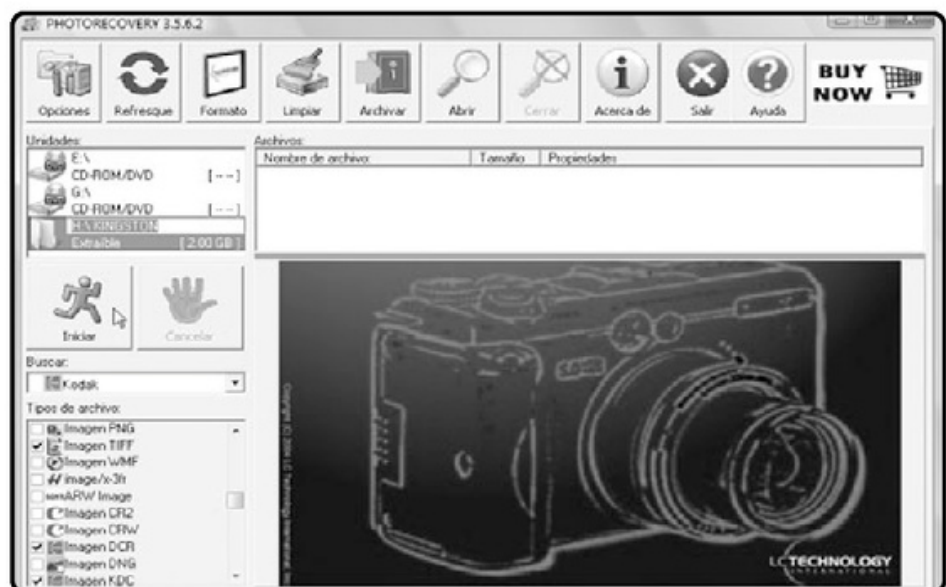 PHOTORECOVERY 3.5.6.2
Opciones Refresque Formato Limpiar Archivar Abrir Cerrar Acerca de Salir Ayuda
BUY NOW
Unidades:
E:\
CD-ROM/DVD [ -- ]
G:\
CD-ROM/DVD [ -- ]
H:\ KINGSTON
Extraíble [ 2.00 GB ]
Archivos:
Nombre de archivo: Tamaño Propiedades
Iniciar Cancelar
Buscar:
Kodak
Tipos de archivo:
Imagen PNG
Imagen TIFF
Imagen WMF
image/x-3fr
ARW Image
Imagen CR2
Imagen CRW
Imagen DCR
Imagen DNG
Imagen KDC
LC TECHNOLOGY
INTERNATIONAL